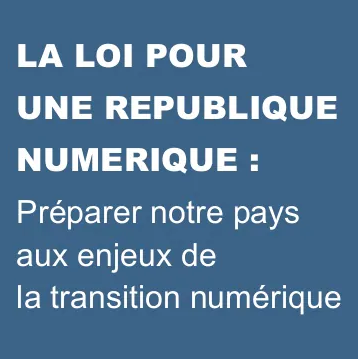 LA LOI POUR
UNE REPUBLIQUE
NUMERIQUE :
Préparer notre pays
aux enjeux de
la transition numérique